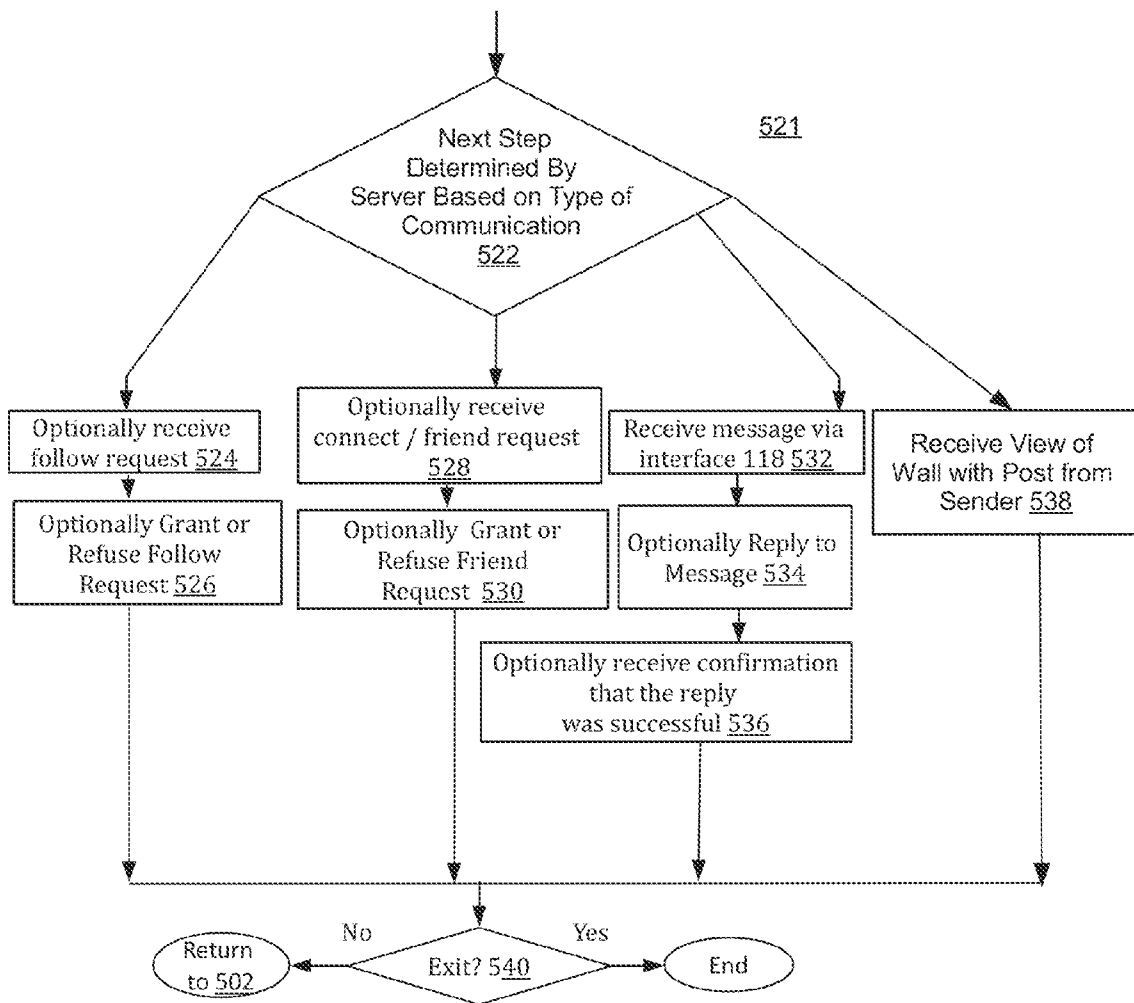 521
Next Step
Determined By
Server Based on Type of
Communication
522
Optionally receive
follow request 524
Optionally Grant or
Refuse Follow
Request 526
Optionally receive
connect / friend request
528
Optionally Grant or
Refuse Friend
Request 530
Receive message via
interface 118 532
Optionally Reply to
Message 534
Optionally receive confirmation
that the reply
was successful 536
Receive View of
Wall with Post from
Sender 538
No
Yes
Return
to 502
Exit? 540
End